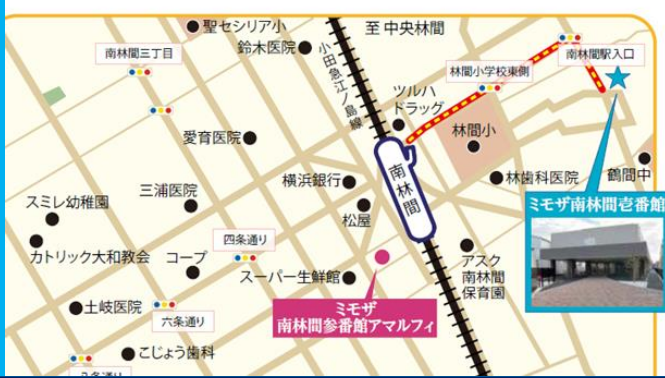 聖セシリア小
至 中央林間
鈴木医院
小田急江ノ島線
南林間三丁目
南林間駅入口
林間小学校東側
ツルハ
ドラッグ
愛育医院
林間小
南林間
横浜銀行
林歯科医院
鶴間中
スミレ幼稚園
三浦医院
松屋
ミモザ南林間壱番館
カトリック大和教会
コープ
四条通り
スーパー生鮮館
アスク
南林間
保育園
土岐医院
六条通り
ミモザ
南林間参番館アマルフィ
こじょう歯科